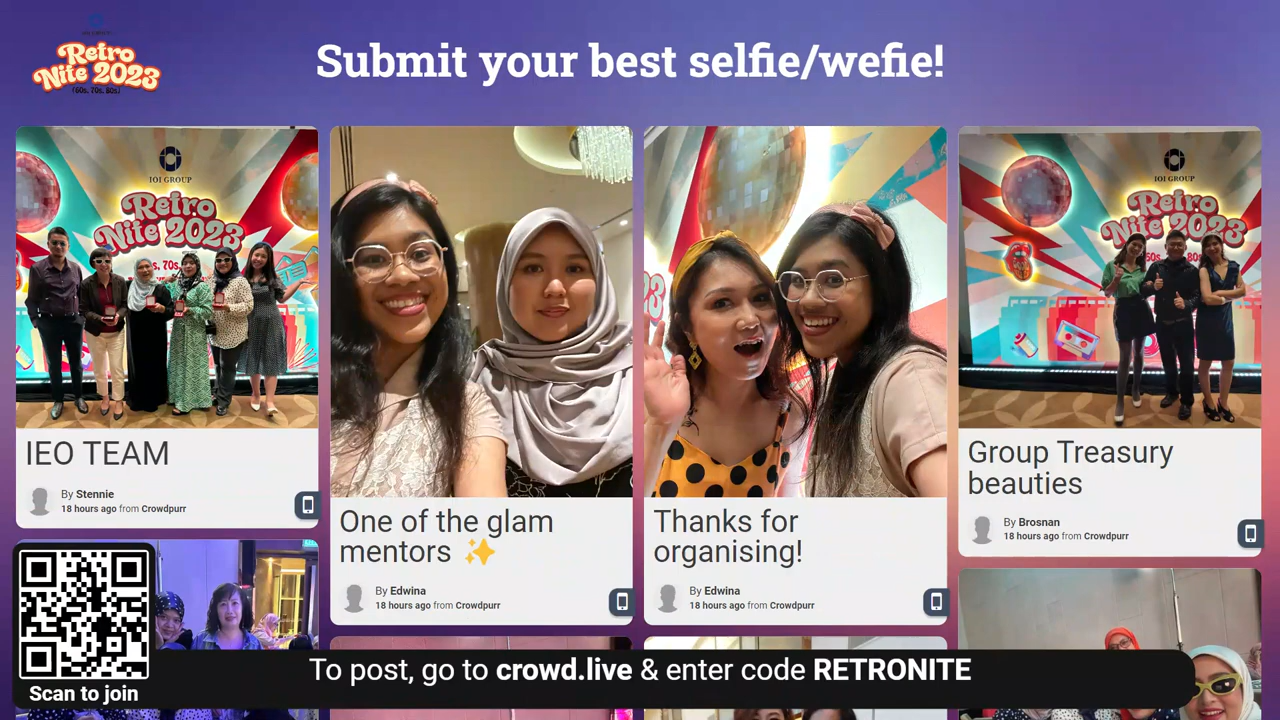 Retro
Nite 2023
(60s, 70s, 80s)
Submit your best selfie/wefie!
IOI GROUP
Retro
Nite 2023
IEO TEAM
By Stennie
18 hours ago from Crowdpurr
One of the glam
mentors ✨
By Edwina
18 hours ago from Crowdpurr
Thanks for
organising!
By Edwina
18 hours ago from Crowdpurr
IOI GROUP
Retro
Nite 2023
Group Treasury
beauties
By Brosnan
18 hours ago from Crowdpurr
Scan to join
To post, go to crowd.live & enter code RETRONITE